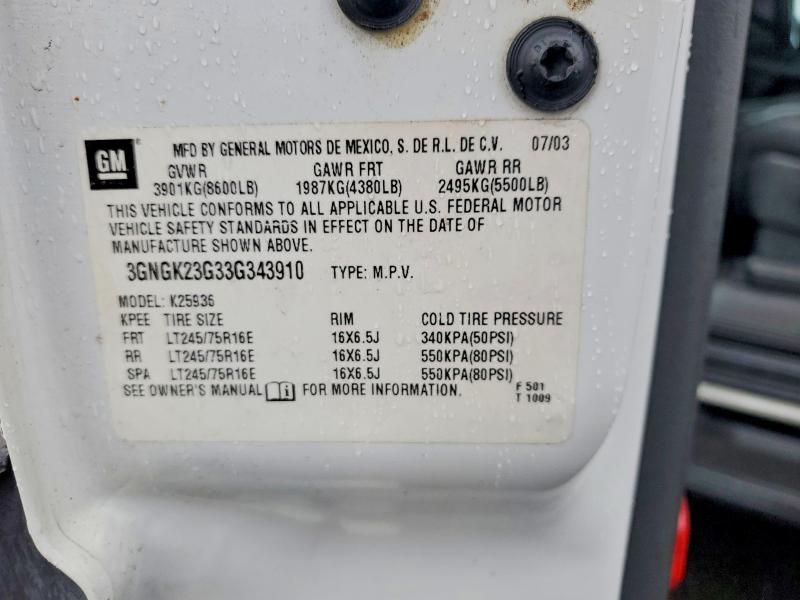 GM
MFD BY GENERAL MOTORS DE MEXICO, S. DE R.L. DE C.V. 07/03
GVWR GAWR FRT GAWR RR
3901KG(8600LB) 1987KG(4380LB) 2495KG(5500LB)
THIS VEHICLE CONFORMS TO ALL APPLICABLE U.S. FEDERAL MOTOR
VEHICLE SAFETY STANDARDS IN EFFECT ON THE DATE OF
MANUFACTURE SHOWN ABOVE.
3GNGK23G33G343910 TYPE: M.P.V.
MODEL: K25936
KPEE TIRE SIZE RIM COLD TIRE PRESSURE
FRT LT245/75R16E 16X6.5J 340KPA(50PSI)
RR LT245/75R16E 16X6.5J 550KPA(80PSI)
SPA LT245/75R16E 16X6.5J 550KPA(80PSI)
SEE OWNER'S MANUAL i FOR MORE INFORMATION.
F 501
T 1009